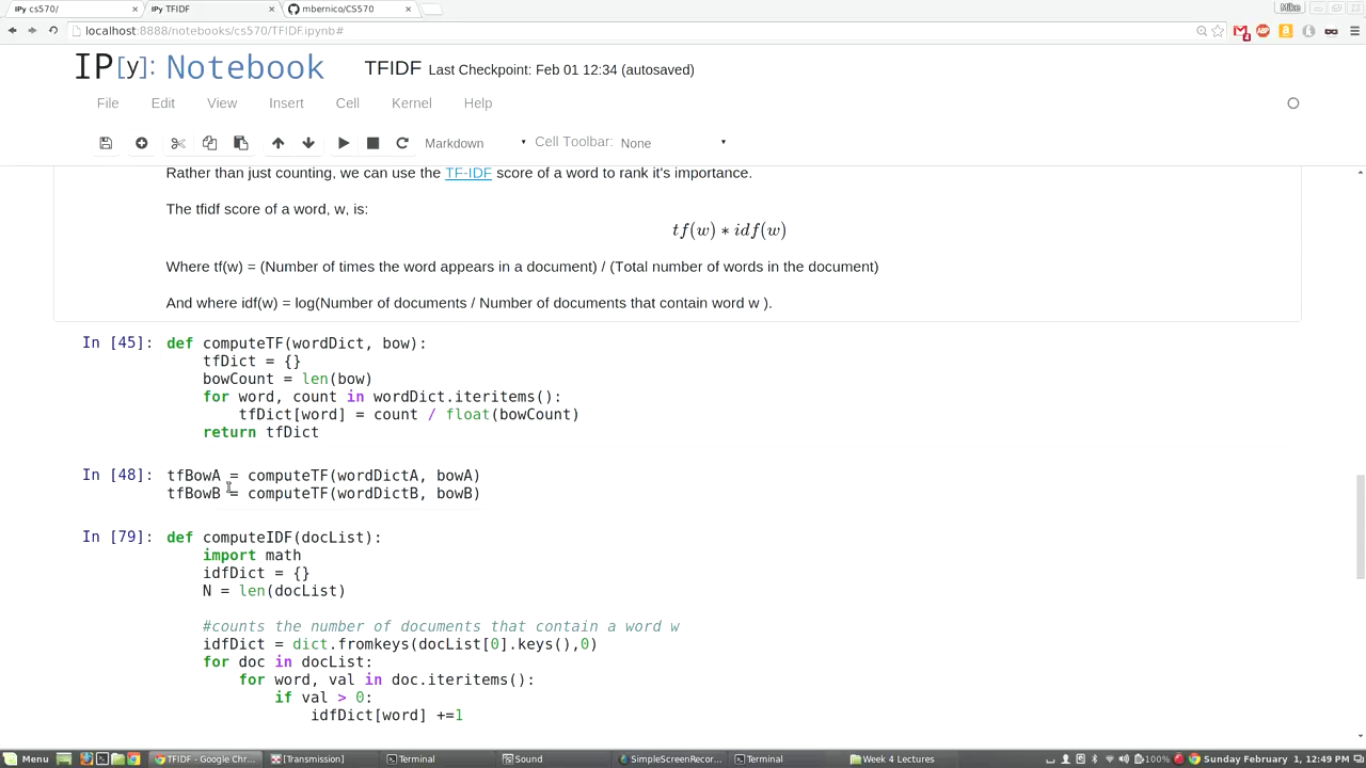 IPy cs570/ × IPy TFIDF × mbernico/CS570 × Mike
localhost:8888/notebooks/cs570/TFIDF.ipynb#
IP[y]: Notebook TFIDF Last Checkpoint: Feb 01 12:34 (autosaved)
File Edit View Insert Cell Kernel Help
Markdown Cell Toolbar: None
Rather than just counting, we can use the TF-IDF score of a word to rank it's importance.
The tfidf score of a word, w, is:
tf(w) ∗ idf(w)
Where tf(w) = (Number of times the word appears in a document) / (Total number of words in the document)
And where idf(w) = log(Number of documents / Number of documents that contain word w ).
In [45]: def computeTF(wordDict, bow):
tfDict = {}
bowCount = len(bow)
for word, count in wordDict.iteritems():
tfDict[word] = count / float(bowCount)
return tfDict
In [48]: tfBowA = computeTF(wordDictA, bowA)
tfBowB = computeTF(wordDictB, bowB)
In [79]: def computeIDF(docList):
import math
idfDict = {}
N = len(docList)
#counts the number of documents that contain a word w
idfDict = dict.fromkeys(docList[0].keys(),0)
for doc in docList:
for word, val in doc.iteritems():
if val > 0:
idfDict[word] +=1
Menu TFIDF - Google Chr... [Transmission] Terminal Sound SimpleScreenRecor... Terminal Week 4 Lectures 100% Sunday February 1, 12:49 PM